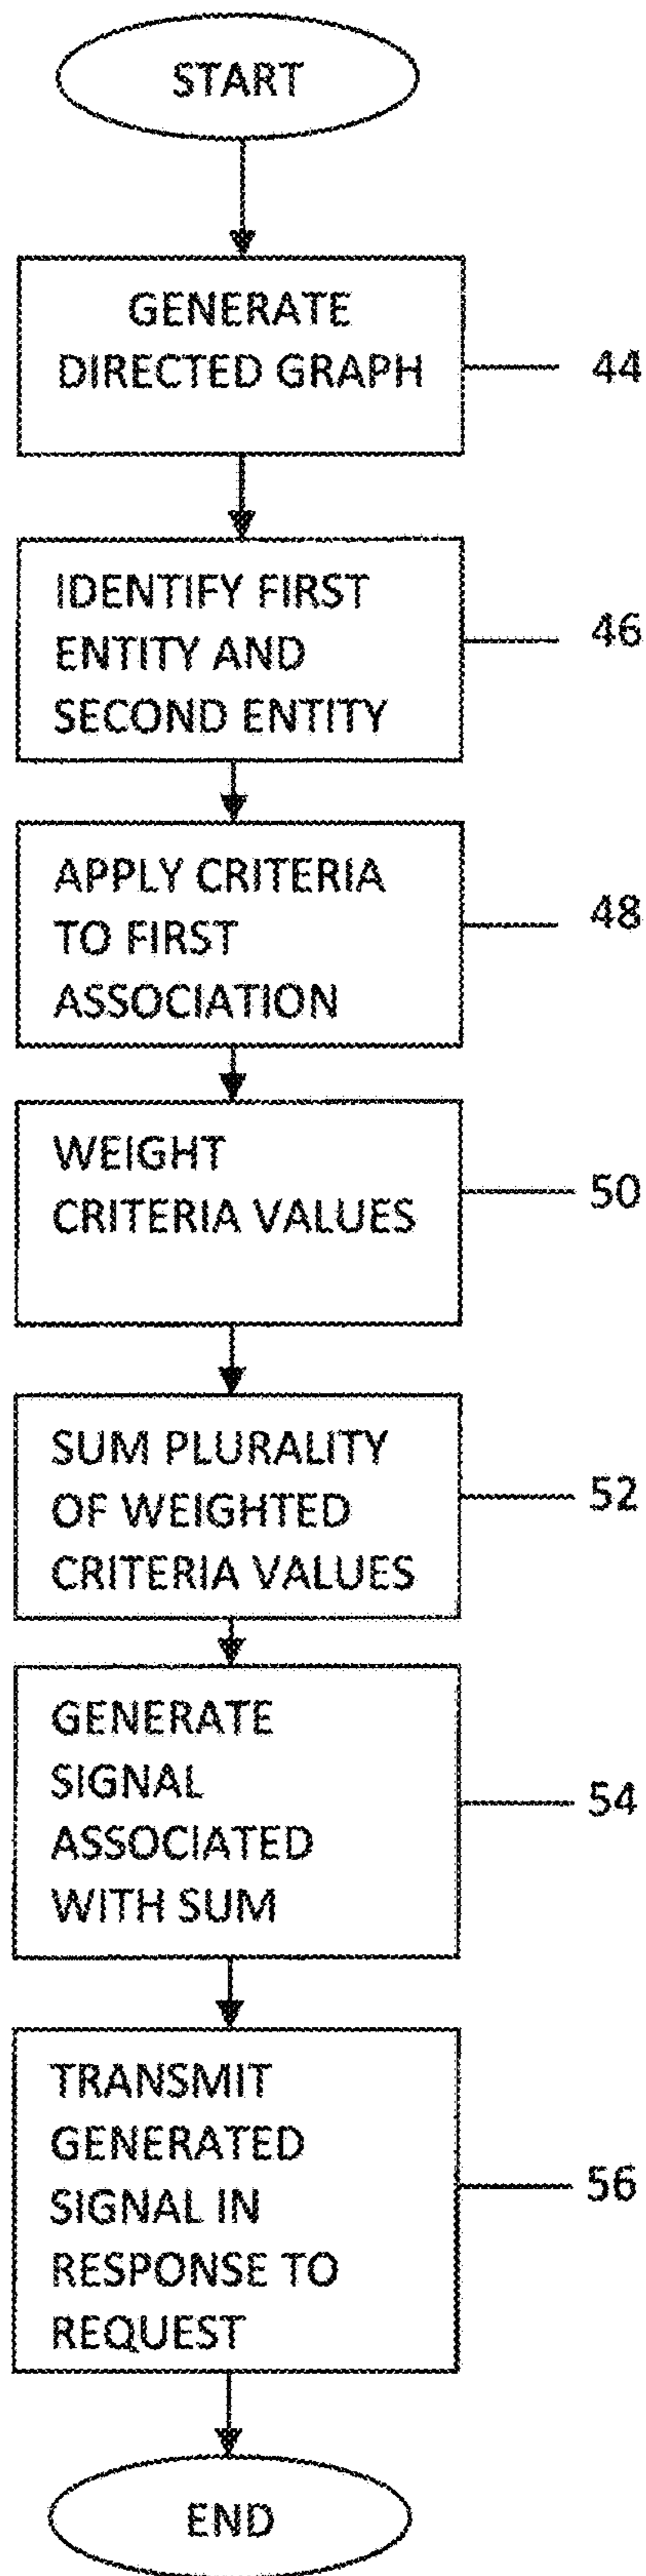 START
GENERATE
DIRECTED GRAPH
44
IDENTIFY FIRST
ENTITY AND
SECOND ENTITY
46
APPLY CRITERIA
TO FIRST
ASSOCIATION
48
WEIGHT
CRITERIA VALUES
50
SUM PLURALITY
OF WEIGHTED
CRITERIA VALUES
52
GENERATE
SIGNAL
ASSOCIATED
WITH SUM
54
TRANSMIT
GENERATED
SIGNAL IN
RESPONSE TO
REQUEST
56
END